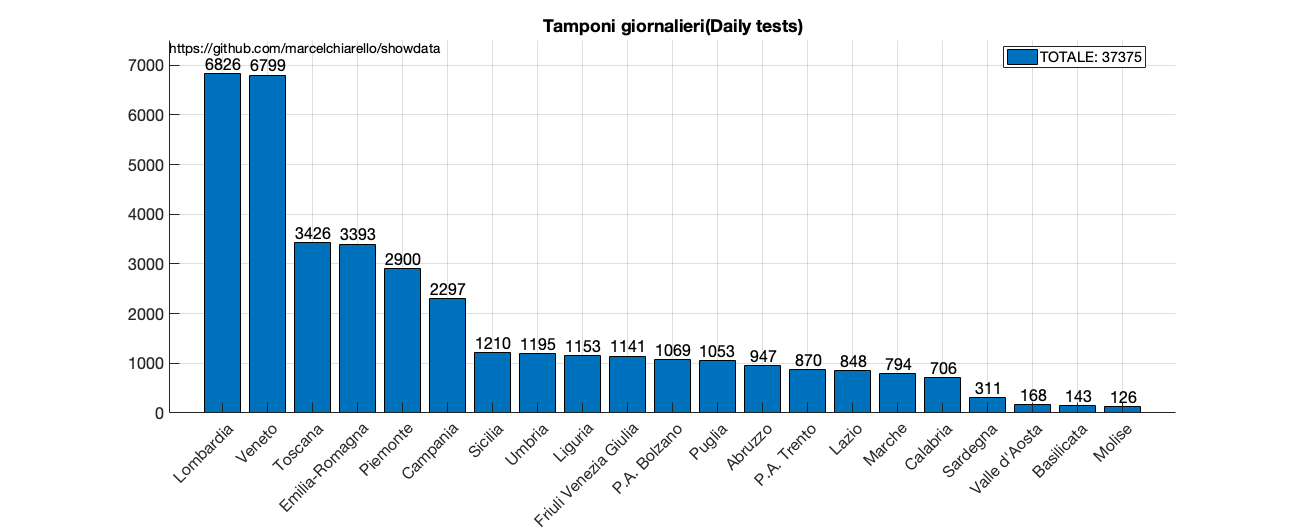 Tamponi giornalieri(Daily tests)
https://github.com/marcelchiarello/showdata
TOTALE: 37375
7000
6000
5000
4000
3000
2000
1000
0
6826
6799
3426
3393
2900
2297
1210
1195
1153
1141
1069
1053
947
870
848
794
706
311
168
143
126
Lombardia
Veneto
Toscana
Emilia-Romagna
Piemonte
Campania
Sicilia
Umbria
Liguria
Friuli Venezia Giulia
P.A. Bolzano
Puglia
Abruzzo
P.A. Trento
Lazio
Marche
Calabria
Sardegna
Valle d'Aosta
Basilicata
Molise